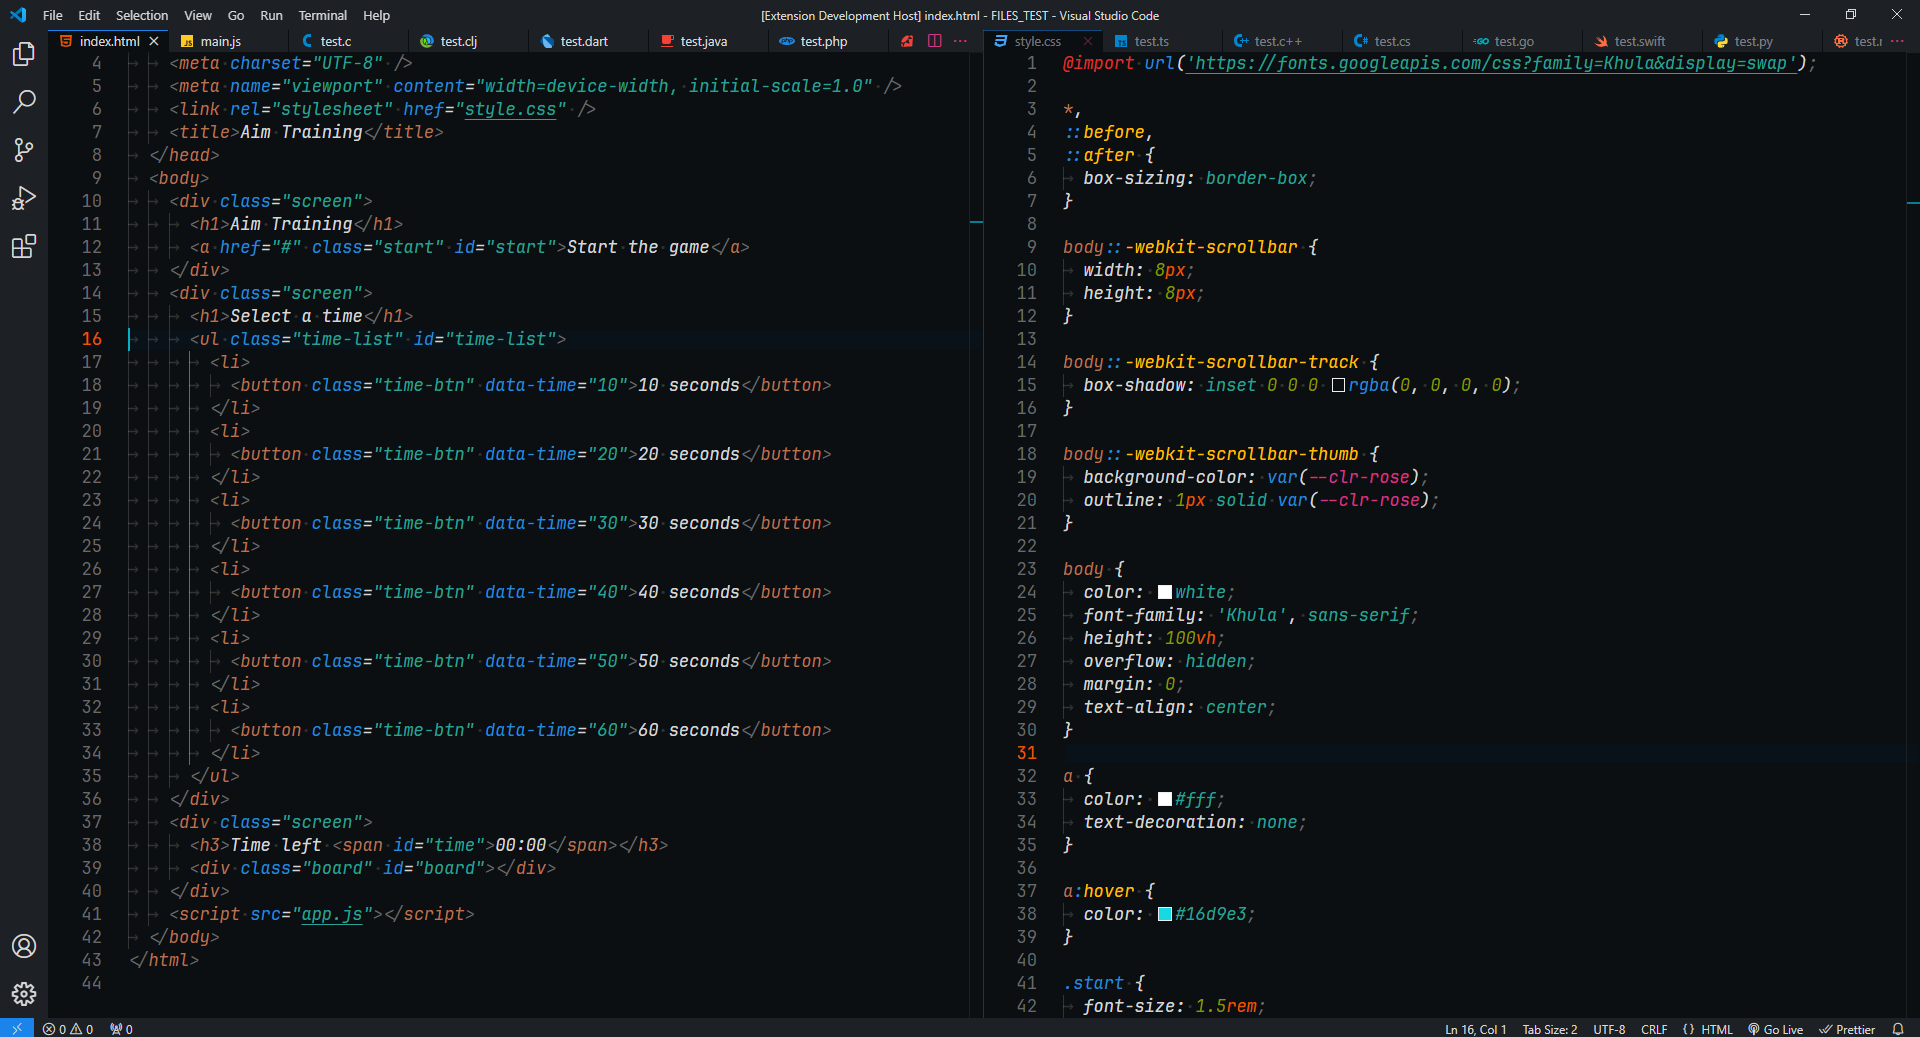 File Edit Selection View Go Run Terminal Help
[Extension Development Host] index.html - FILES_TEST - Visual Studio Code
index.html main.js test.c test.clj test.dart test.java test.php
4 <meta charset="UTF-8" />
5 <meta name="viewport" content="width=device-width, initial-scale=1.0" />
6 <link rel="stylesheet" href="style.css" />
7 <title>Aim Training</title>
8 </head>
9 <body>
10 <div class="screen">
11 <h1>Aim Training</h1>
12 <a href="#" class="start" id="start">Start the game</a>
13 </div>
14 <div class="screen">
15 <h1>Select a time</h1>
16 <ul class="time-list" id="time-list">
17 <li>
18 <button class="time-btn" data-time="10">10 seconds</button>
19 </li>
20 <li>
21 <button class="time-btn" data-time="20">20 seconds</button>
22 </li>
23 <li>
24 <button class="time-btn" data-time="30">30 seconds</button>
25 </li>
26 <li>
27 <button class="time-btn" data-time="40">40 seconds</button>
28 </li>
29 <li>
30 <button class="time-btn" data-time="50">50 seconds</button>
31 </li>
32 <li>
33 <button class="time-btn" data-time="60">60 seconds</button>
34 </li>
35 </ul>
36 </div>
37 <div class="screen">
38 <h3>Time left <span id="time">00:00</span></h3>
39 <div class="board" id="board"></div>
40 </div>
41 <script src="app.js"></script>
42 </body>
43 </html>
44
style.css test.ts test.c++ test.cs test.go test.swift test.py
1 @import url('https://fonts.googleapis.com/css?family=Khula&display=swap');
2
3 *,
4 ::before,
5 ::after {
6 box-sizing: border-box;
7 }
8
9 body::-webkit-scrollbar {
10 width: 8px;
11 height: 8px;
12 }
13
14 body::-webkit-scrollbar-track {
15 box-shadow: inset 0 0 0 rgba(0, 0, 0, 0);
16 }
17
18 body::-webkit-scrollbar-thumb {
19 background-color: var(--clr-rose);
20 outline: 1px solid var(--clr-rose);
21 }
22
23 body {
24 color: white;
25 font-family: 'Khula', sans-serif;
26 height: 100vh;
27 overflow: hidden;
28 margin: 0;
29 text-align: center;
30 }
31
32 a {
33 color: #fff;
34 text-decoration: none;
35 }
36
37 a:hover {
38 color: #16d9e3;
39 }
40
41 .start {
42 font-size: 1.5rem;
0 0 0
Ln 16, Col 1 Tab Size: 2 UTF-8 CRLF {} HTML Go Live Prettier